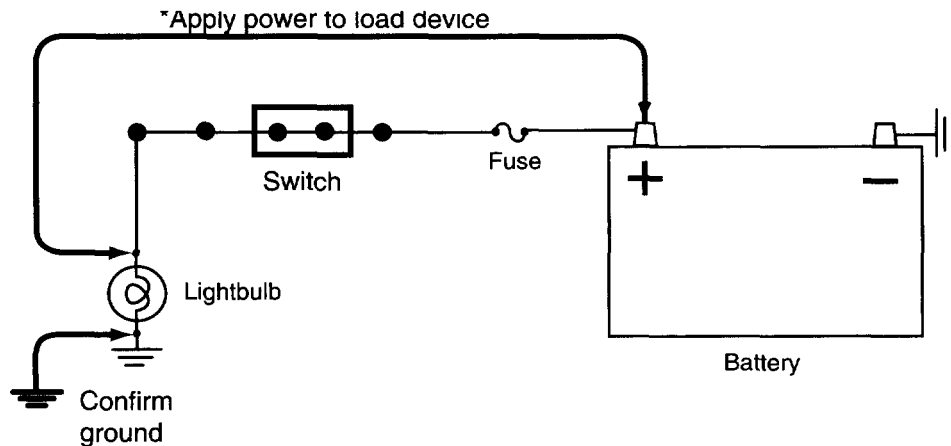 *Apply power to load device
Fuse
Switch
+
−
Lightbulb
Battery
Confirm
ground